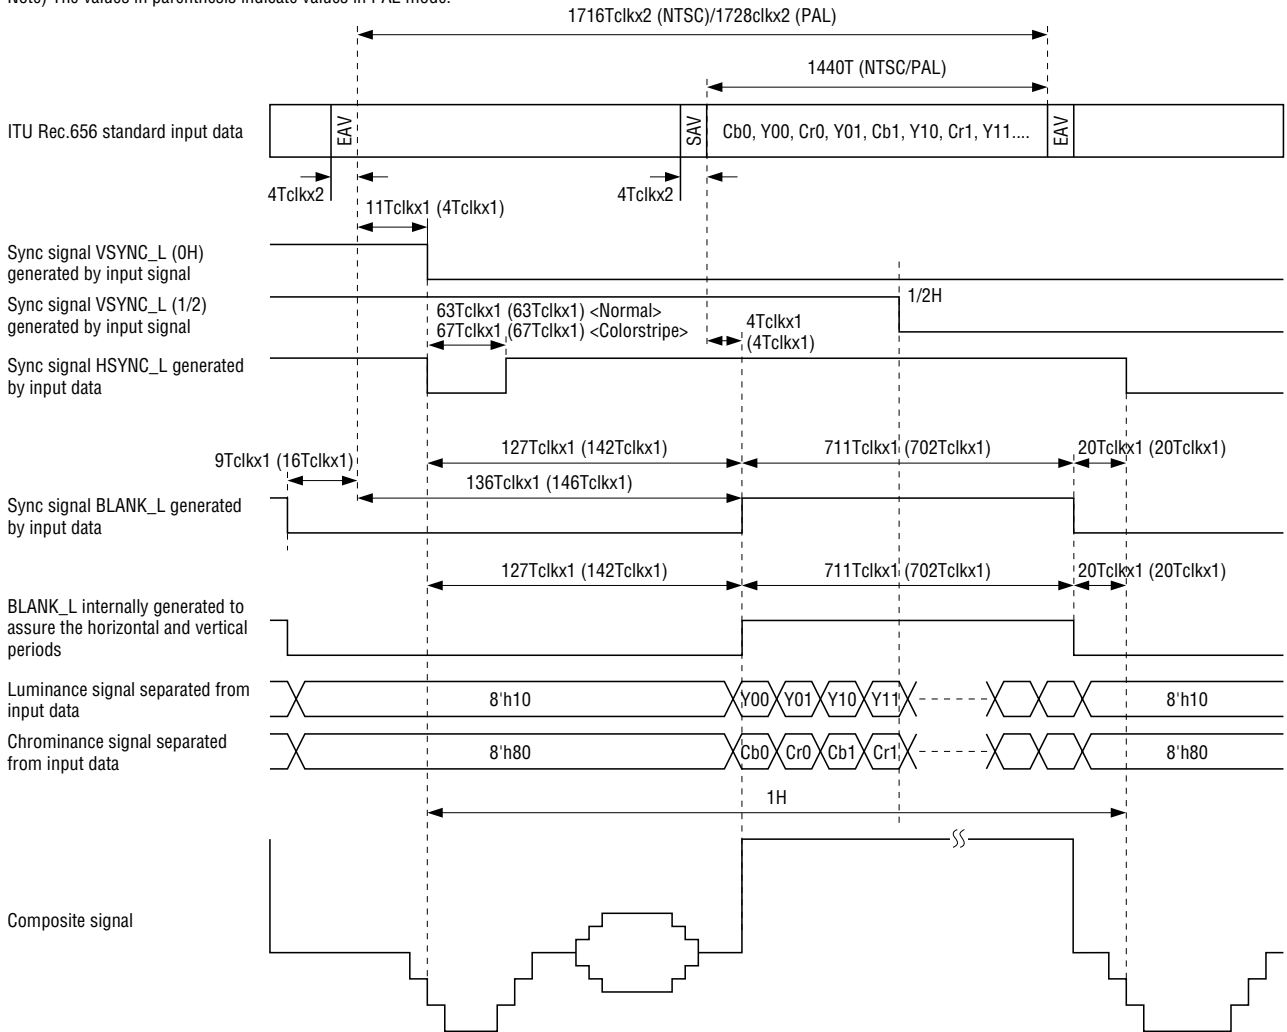 Note) The values in parenthesis indicate values in PAL mode.
1716Tclkx2 (NTSC)/1728clkx2 (PAL)
1440T (NTSC/PAL)
ITU Rec.656 standard input data
EAV
SAV
Cb0, Y00, Cr0, Y01, Cb1, Y10, Cr1, Y11....
EAV
4Tclkx2
4Tclkx2
11Tclkx1 (4Tclkx1)
Sync signal VSYNC_L (0H)
generated by input signal
Sync signal VSYNC_L (1/2)
generated by input signal
1/2H
63Tclkx1 (63Tclkx1) <Normal>
67Tclkx1 (67Tclkx1) <Colorstripe>
4Tclkx1
(4Tclkx1)
Sync signal HSYNC_L generated
by input data
127Tclkx1 (142Tclkx1)
711Tclkx1 (702Tclkx1)
20Tclkx1 (20Tclkx1)
9Tclkx1 (16Tclkx1)
136Tclkx1 (146Tclkx1)
Sync signal BLANK_L generated
by input data
127Tclkx1 (142Tclkx1)
711Tclkx1 (702Tclkx1)
20Tclkx1 (20Tclkx1)
BLANK_L internally generated to
assure the horizontal and vertical
periods
Luminance signal separated from
input data
8'h10
Y00
Y01
Y10
Y11
8'h10
Chrominance signal separated
from input data
8'h80
Cb0
Cr0
Cb1
Cr1
8'h80
1H
Composite signal